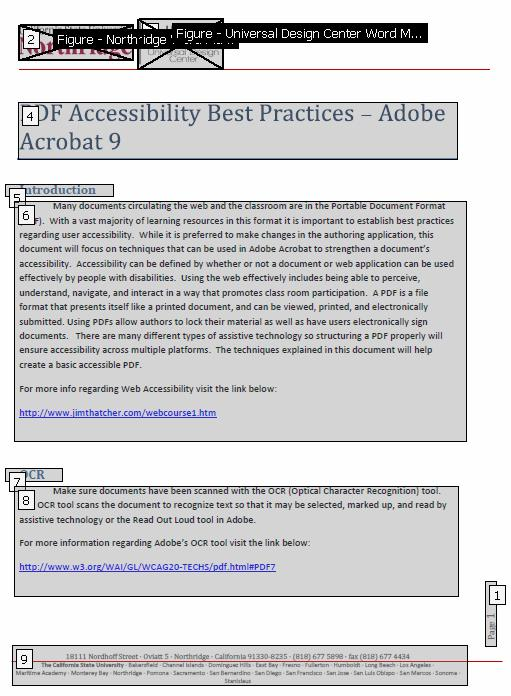 2
Figure - Northridge
Figure - Universal Design Center Word M...
Northridge
Universal Design
Center
4
PDF Accessibility Best Practices – Adobe
Acrobat 9
5
Introduction
6
Many documents circulating the web and the classroom are in the Portable Document Format
F). With a vast majority of learning resources in this format it is important to establish best practices
regarding user accessibility. While it is preferred to make changes in the authoring application, this
document will focus on techniques that can be used in Adobe Acrobat to strengthen a document's
accessibility. Accessibility can be defined by whether or not a document or web application can be used
effectively by people with disabilities. Using the web effectively includes being able to perceive,
understand, navigate, and interact in a way that promotes class room participation. A PDF is a file
format that presents itself like a printed document, and can be viewed, printed, and electronically
submitted. Using PDFs allow authors to lock their material as well as have users electronically sign
documents. There are many different types of assistive technology so structuring a PDF properly will
ensure accessibility across multiple platforms. The techniques explained in this document will help
create a basic accessible PDF.
For more info regarding Web Accessibility visit the link below:
http://www.jimthatcher.com/webcourse1.htm
7
OCR
8
Make sure documents have been scanned with the OCR (Optical Character Recognition) tool.
OCR tool scans the document to recognize text so that it may be selected, marked up, and read by
assistive technology or the Read Out Loud tool in Adobe.
For more information regarding Adobe's OCR tool visit the link below:
http://www.w3.org/WAI/GL/WCAG20-TECHS/pdf.html#PDF7
1
Page 1
9
18111 Nordhoff Street · Oviatt 5 · Northridge · California 91330-8235 · (818) 677 5898 · fax (818) 677 4434
The California State University · Bakersfield · Channel Islands · Dominguez Hills · East Bay · Fresno · Fullerton · Humboldt · Long Beach · Los Angeles ·
Maritime Academy · Monterey Bay · Northridge · Pomona · Sacramento · San Bernardino · San Diego · San Francisco · San Jose · San Luis Obispo · San Marcos · Sonoma ·
Stanislaus